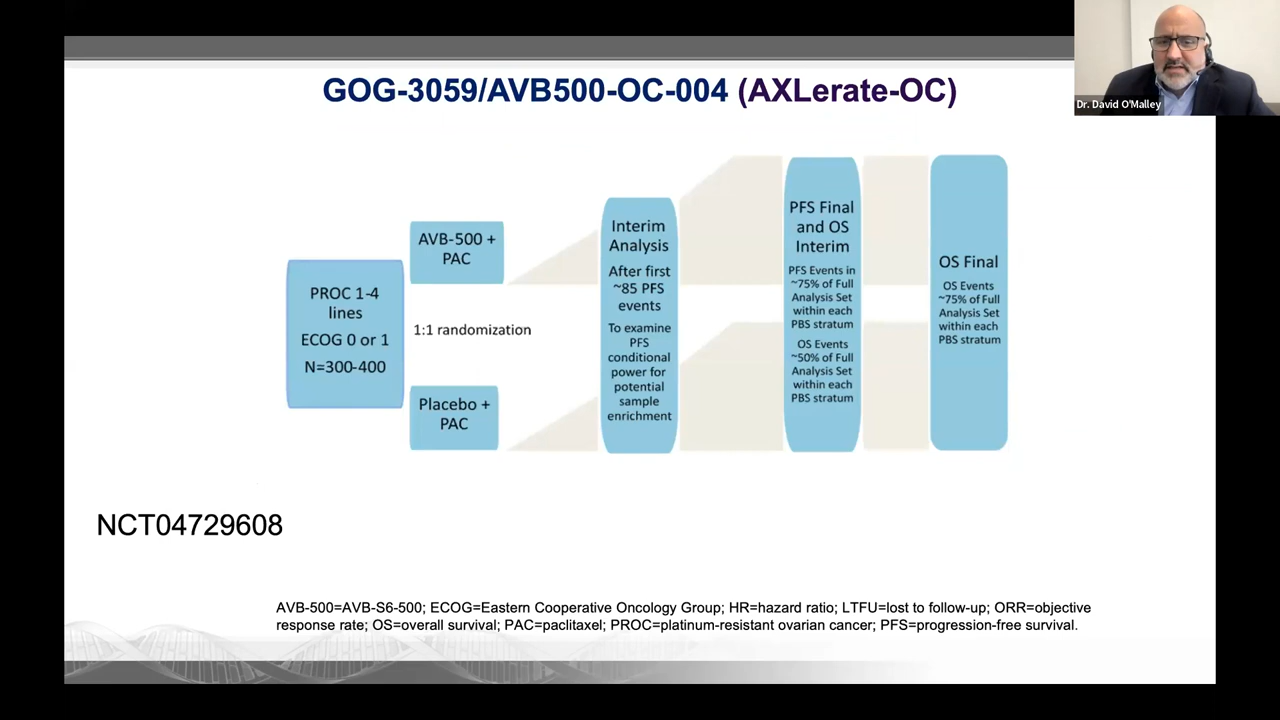 GOG-3059/AVB500-OC-004 (AXLerate-OC)
Dr. David O'Malley
PROC 1-4
lines
ECOG 0 or 1
N=300-400
AVB-500 +
PAC
1:1 randomization
Placebo +
PAC
Interim
Analysis
After first
~85 PFS
events
To examine
PFS
conditional
power for
potential
sample
enrichment
PFS Final
and OS
Interim
PFS Events in
~75% of Full
Analysis Set
within each
PBS stratum
OS Events
~50% of Full
Analysis Set
within each
PBS stratum
OS Final
OS Events
~75% of Full
Analysis Set
within each
PBS stratum
NCT04729608
AVB-500=AVB-S6-500; ECOG=Eastern Cooperative Oncology Group; HR=hazard ratio; LTFU=lost to follow-up; ORR=objective
response rate; OS=overall survival; PAC=paclitaxel; PROC=platinum-resistant ovarian cancer; PFS=progression-free survival.